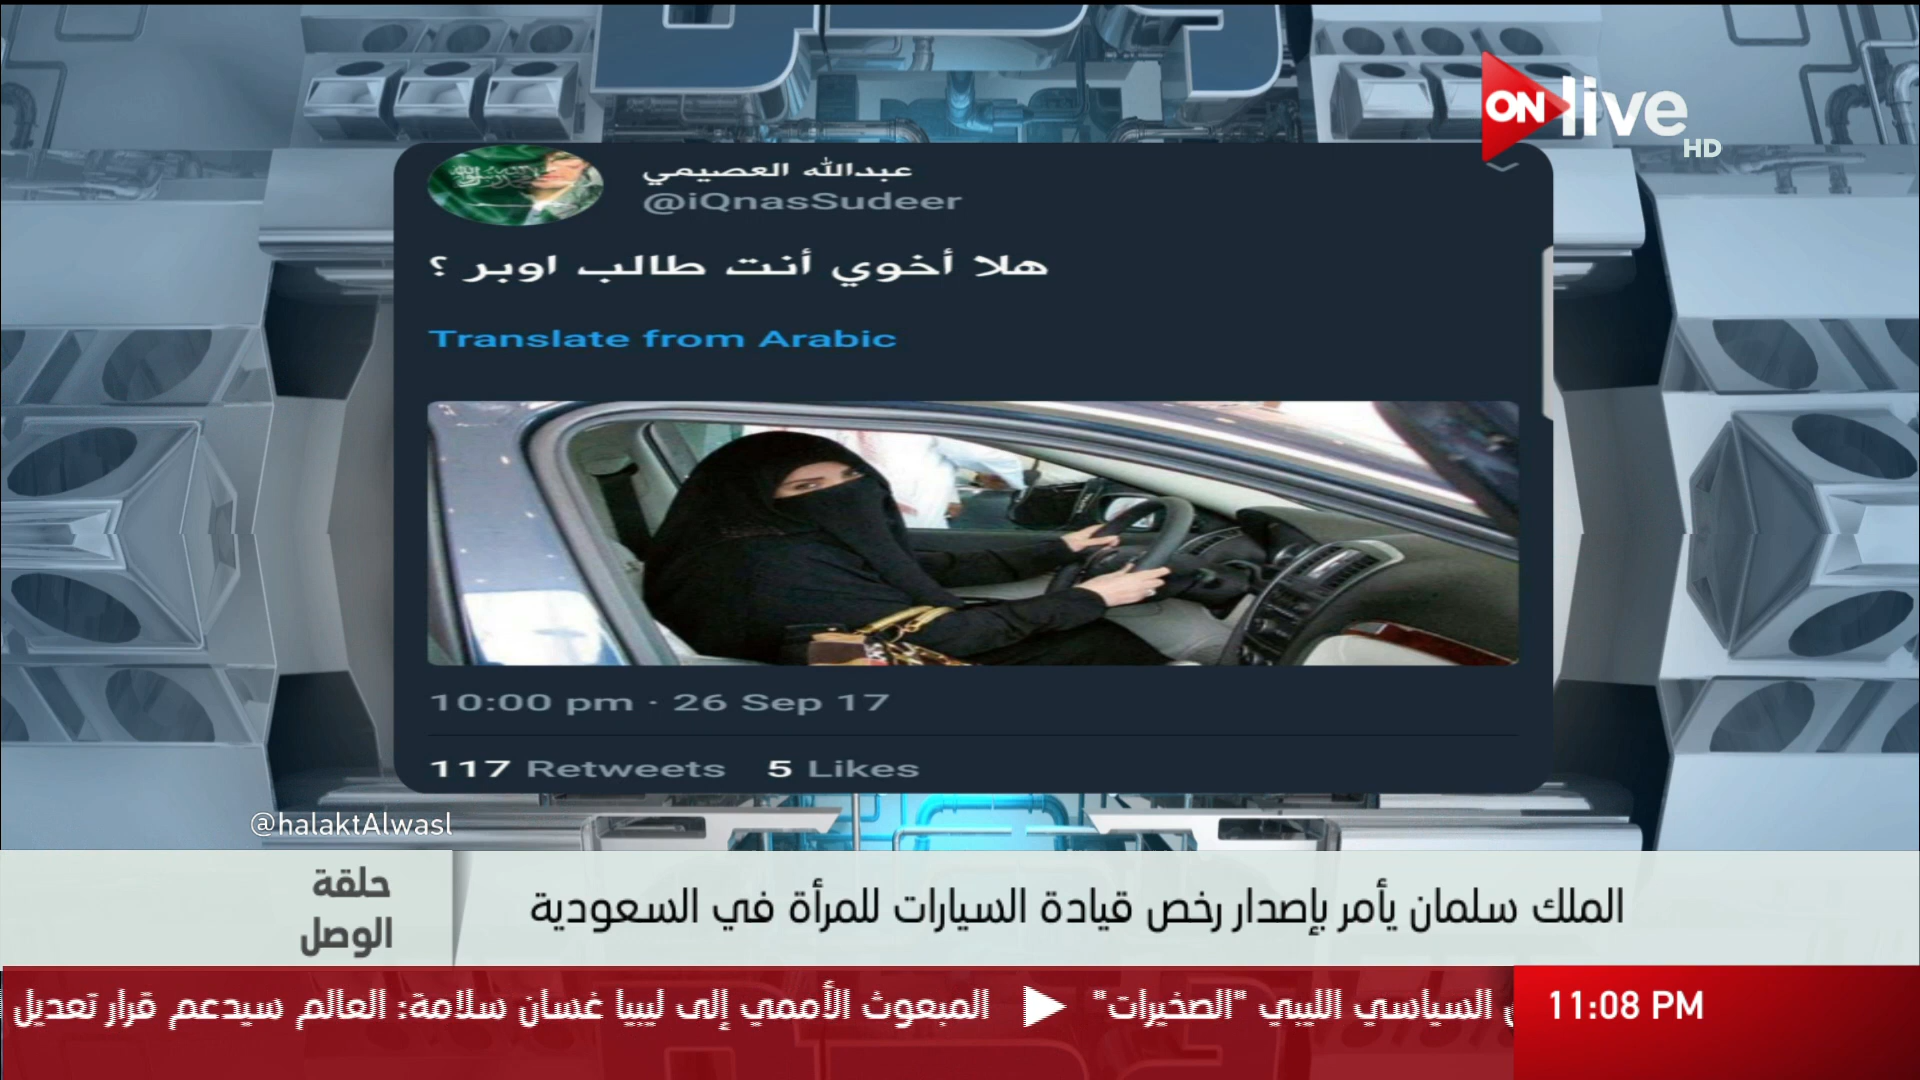 ON live
HD
عبدالله العصيمي
@iQnasSudeer
هلا أخوي أنت طالب اوبر ؟
Translate from Arabic
10:00 pm · 26 Sep 17
117 Retweets 5 Likes
@halaktAlwasl
حلقة
الوصل
الملك سلمان يأمر بإصدار رخص قيادة السيارات للمرأة في السعودية
السياسي الليبي "الصخيرات" المبعوث الأممي إلى ليبيا غسان سلامة: العالم سيدعم قرار تعديل
11:08 PM